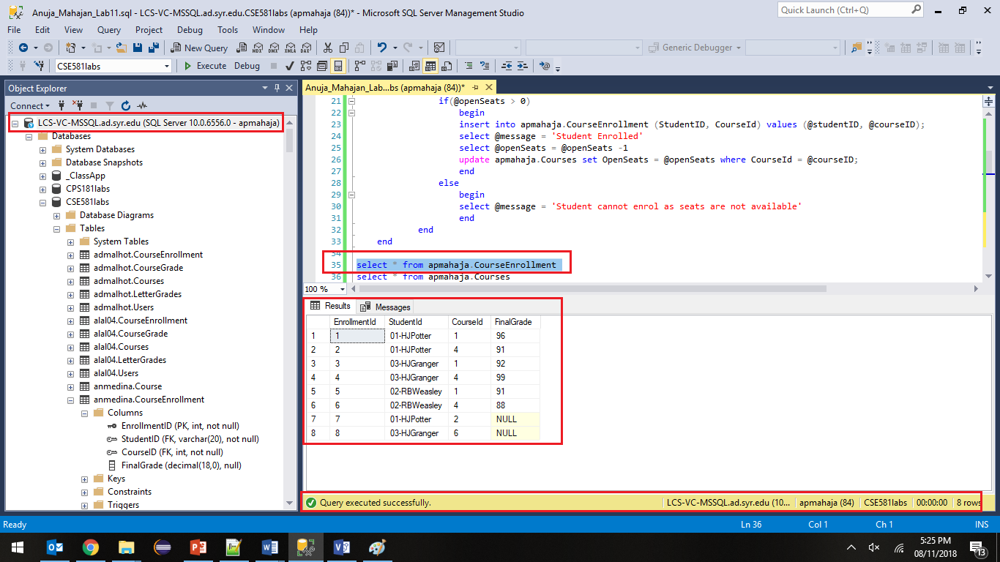 Anuja_Mahajan_Lab11.sql - LCS-VC-MSSQL.ad.syr.edu.CSE581labs (apmahaja (84))* - Microsoft SQL Server Management Studio
Quick Launch (Ctrl+Q)
File Edit View Query Project Debug Tools Window Help
New Query MDX DMX XMLA DAX Generic Debugger
CSE581labs Execute Debug
Object Explorer
Connect
LCS-VC-MSSQL.ad.syr.edu (SQL Server 10.0.6556.0 - apmahaja)
Databases
System Databases
Database Snapshots
_ClassApp
CPS181labs
CSE581labs
Database Diagrams
Tables
System Tables
admalhot.CourseEnrollment
admalhot.CourseGrade
admalhot.Courses
admalhot.LetterGrades
admalhot.Users
alal04.CourseEnrollment
alal04.CourseGrade
alal04.Courses
alal04.LetterGrades
alal04.Users
anmedina.Course
anmedina.CourseEnrollment
Columns
EnrollmentID (PK, int, not null)
StudentID (FK, varchar(20), not null)
CourseID (FK, int, not null)
FinalGrade (decimal(18,0), null)
Keys
Constraints
Triggers
Anuja_Mahajan_Lab...bs (apmahaja (84))*
21 if(@openSeats > 0)
22 begin
23 insert into apmahaja.CourseEnrollment (StudentID, CourseId) values (@studentID, @courseID);
24 select @message = 'Student Enrolled'
25 select @openSeats = @openSeats -1
26 update apmahaja.Courses set OpenSeats = @openSeats where CourseId = @courseID;
27 end
28 else
29 begin
30 select @message = 'Student cannot enrol as seats are not available'
31 end
32 end
33 end
34
35 select * from apmahaja.CourseEnrollment
36 select * from apmahaja.Courses
100 %
Results Messages
EnrollmentId StudentId CourseId FinalGrade
1 1 01-HJPotter 1 96
2 2 01-HJPotter 4 91
3 3 03-HJGranger 1 92
4 4 03-HJGranger 4 99
5 5 02-RBWeasley 1 91
6 6 02-RBWeasley 4 88
7 7 01-HJPotter 2 NULL
8 8 03-HJGranger 6 NULL
Query executed successfully. LCS-VC-MSSQL.ad.syr.edu (10... apmahaja (84) CSE581labs 00:00:00 8 rows
Ready Ln 36 Col 1 Ch 1 INS
5:25 PM
08/11/2018
13